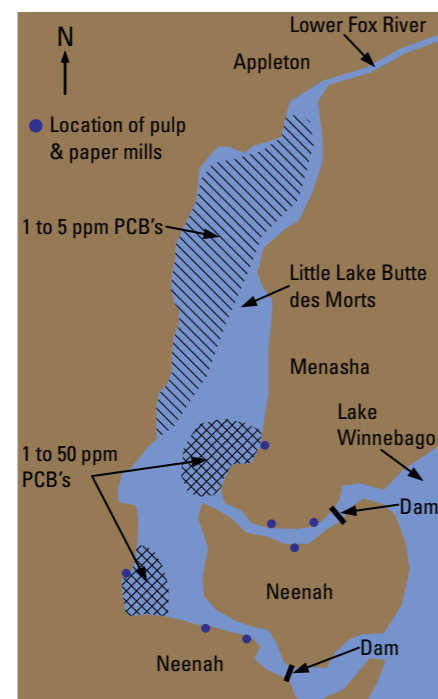 Lower Fox River
N
Appleton
Location of pulp
& paper mills
1 to 5 ppm PCB's
Little Lake Butte
des Morts
Menasha
Lake
Winnebago
1 to 50 ppm
PCB's
Dam
Neenah
Dam
Neenah